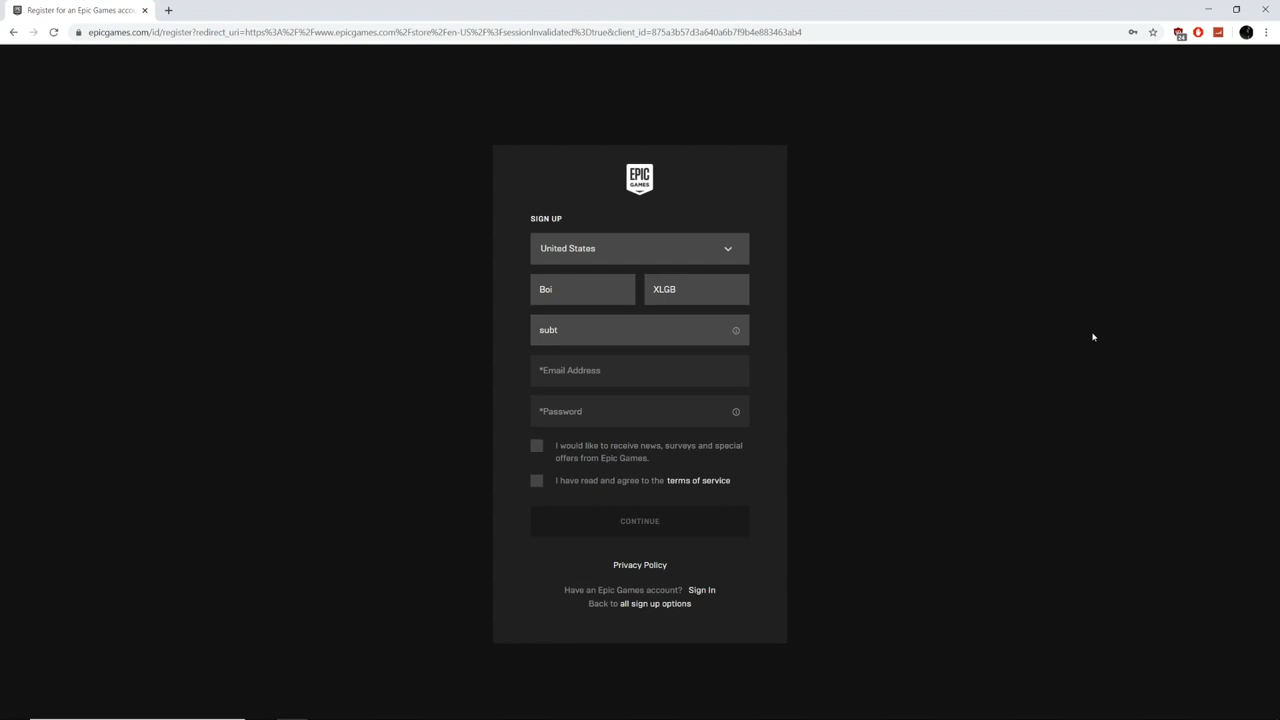 Register for an Epic Games accou
epicgames.com/id/register?redirect_uri=https%3A%2F%2Fwww.epicgames.com%2Fstore%2Fen-US%2F%3FsessionInvalidated%3Dtrue&client_id=875a3b57d3a640a6b7f9b4e883463ab4
24
EPIC
GAMES
SIGN UP
United States
Boi XLGB
subt
*Email Address
*Password
I would like to receive news, surveys and special
offers from Epic Games.
I have read and agree to the terms of service
CONTINUE
Privacy Policy
Have an Epic Games account? Sign In
Back to all sign up options